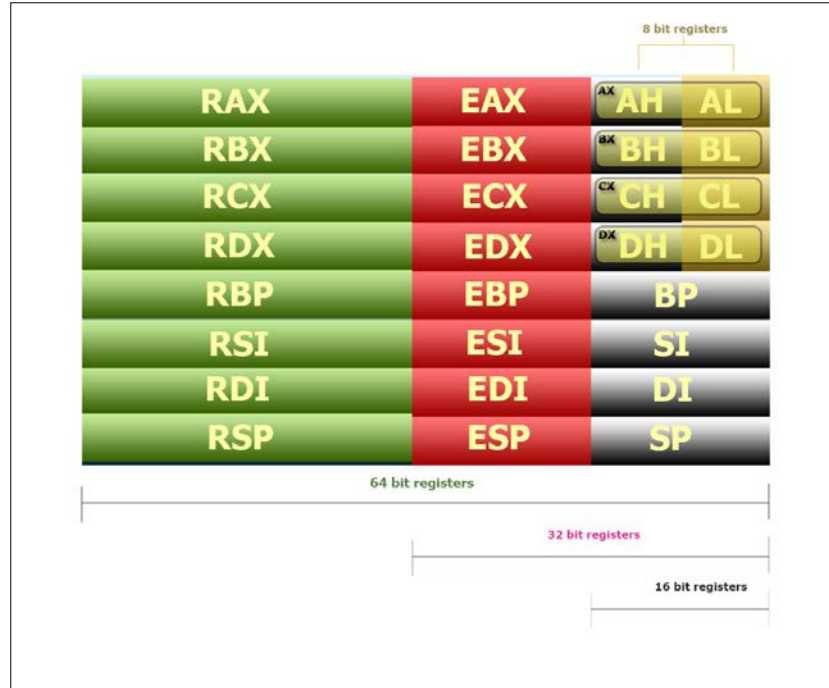 8 bit registers
RAX EAX AX AH AL
RBX EBX BX BH BL
RCX ECX CX CH CL
RDX EDX DX DH DL
RBP EBP BP
RSI ESI SI
RDI EDI DI
RSP ESP SP
64 bit registers
32 bit registers
16 bit registers